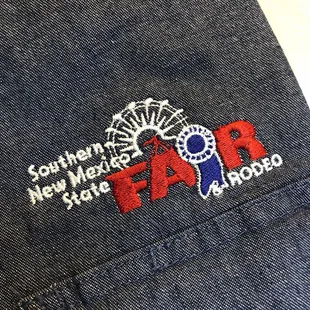 Southern
New Mexico
State
FAIR
& RODEO